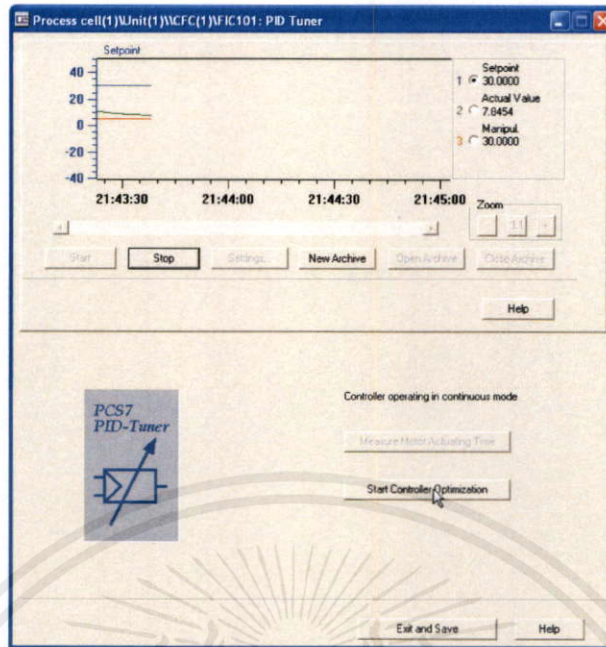 Process cell(1)\Unit(1)\\CFC(1)\FIC101: PID Tuner
Setpoint
40
20
0
-20
-40
21:43:30
21:44:00
21:44:30
21:45:00
Setpoint
1 30.0000
Actual Value
2 7.8454
Manipul.
3 30.0000
Zoom
- 1:1 +
Start
Stop
Settings...
New Archive
Open Archive
Close Archive
Help
PCS7
PID-Tuner
Controller operating in continuous mode
Measure Motor Actuating Time
Start Controller Optimization
Exit and Save
Help